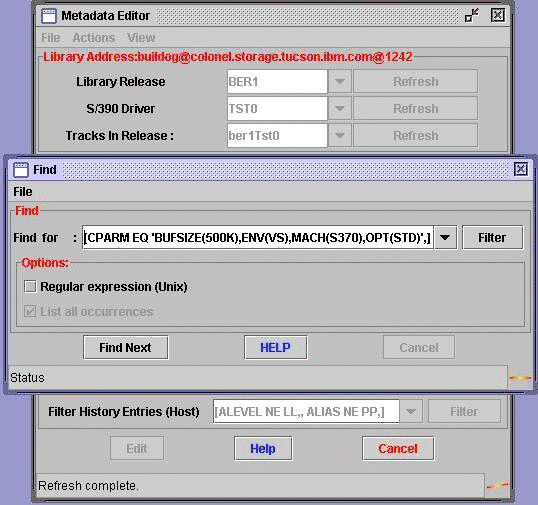 Metadata Editor
File Actions View
Library Address:buildog@colonel.storage.tucson.ibm.com@1242
Library Release BER1 Refresh
S/390 Driver TST0 Refresh
Tracks In Release : ber1Tst0 Refresh
Find
File
Find
Find for : [CPARM EQ 'BUFSIZE(500K),ENV(VS),MACH(S370),OPT(STD)',] Filter
Options:
Regular expression (Unix)
List all occurrences
Find Next HELP Cancel
Status
Filter History Entries (Host) [ALEVEL NE LL,, ALIAS NE PP,] Filter
Edit Help Cancel
Refresh complete.